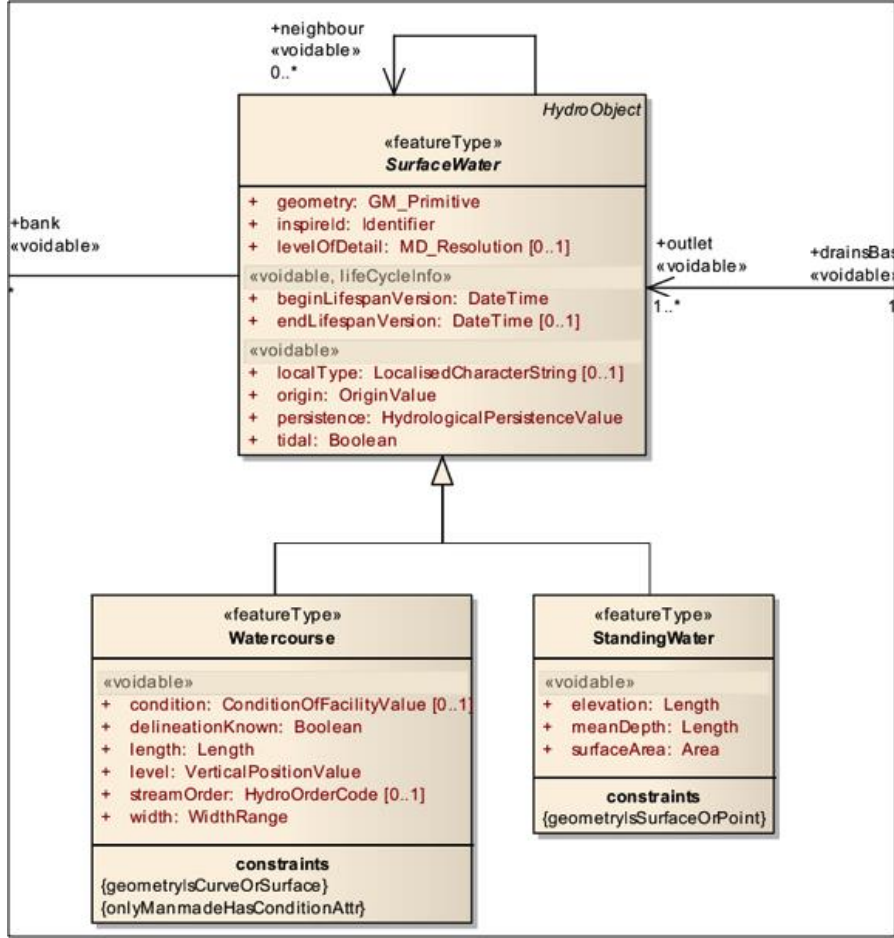 +neighbour
«voidable»
0..*
HydroObject
«featureType»
SurfaceWater
+ geometry: GM_Primitive
+ inspireId: Identifier
+ levelOfDetail: MD_Resolution [0..1]
«voidable, lifeCycleInfo»
+ beginLifespanVersion: DateTime
+ endLifespanVersion: DateTime [0..1]
«voidable»
+ localType: LocalisedCharacterString [0..1]
+ origin: OriginValue
+ persistence: HydrologicalPersistenceValue
+ tidal: Boolean
+bank
«voidable»
*
+outlet
«voidable»
1..*
+drainsBas
«voidable»
1
«featureType»
Watercourse
«voidable»
+ condition: ConditionOfFacilityValue [0..1]
+ delineationKnown: Boolean
+ length: Length
+ level: VerticalPositionValue
+ streamOrder: HydroOrderCode [0..1]
+ width: WidthRange
constraints
{geometryIsCurveOrSurface}
{onlyManmadeHasConditionAttr}
«featureType»
StandingWater
«voidable»
+ elevation: Length
+ meanDepth: Length
+ surfaceArea: Area
constraints
{geometryIsSurfaceOrPoint}